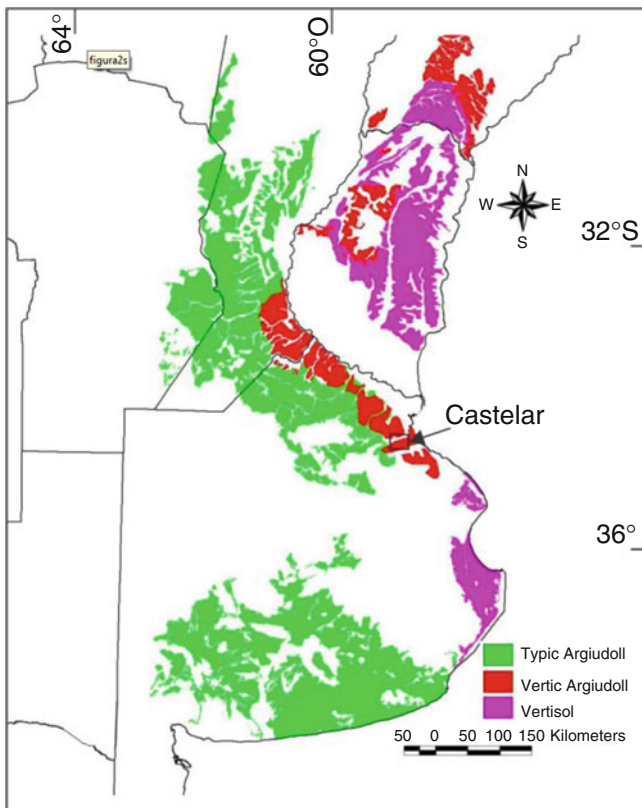 64°
60°O
figura2s
N
W E
S
32°S
Castelar
36°
Typic Argiudoll
Vertic Argiudoll
Vertisol
50 0 50 100 150 Kilometers